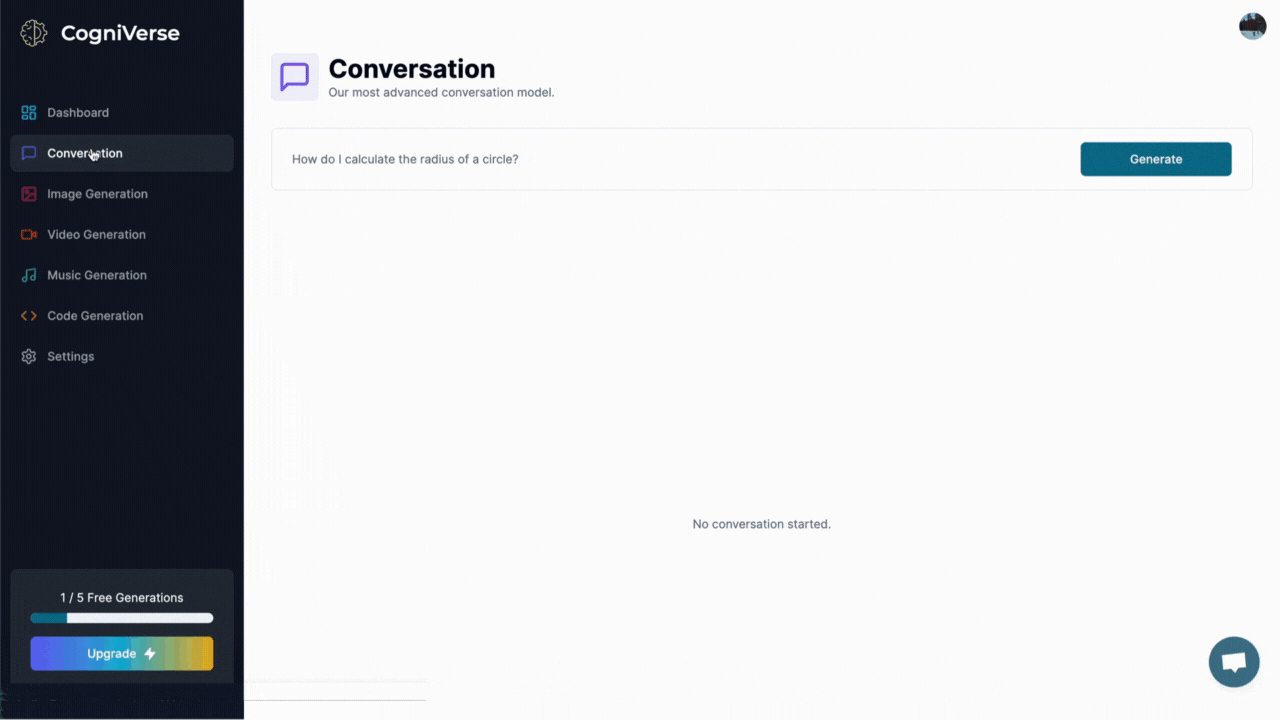 CogniVerse
Dashboard
Conversation
Image Generation
Video Generation
Music Generation
Code Generation
Settings
1 / 5 Free Generations
Upgrade
Conversation
Our most advanced conversation model.
How do I calculate the radius of a circle?
Generate
No conversation started.